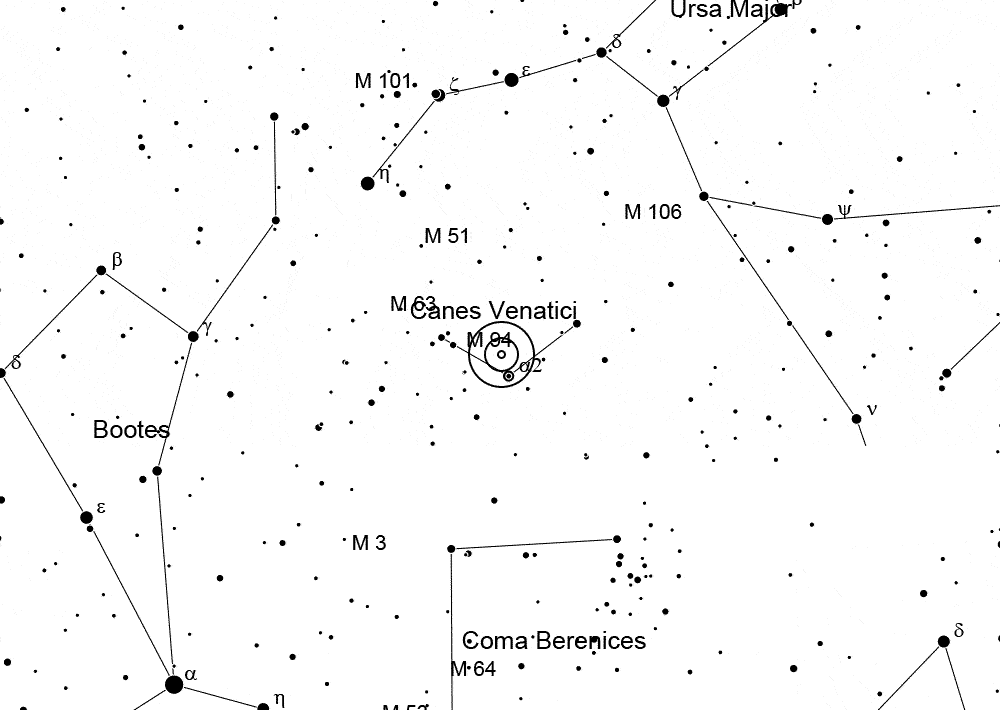 Ursa Major
β
δ
ε
M 101
ζ
γ
η
M 106
ψ
M 51
β
M 63
Canes Venatici
γ
M 94
δ
α2
ν
Bootes
ε
M 3
Coma Berenices
δ
M 64
α
η